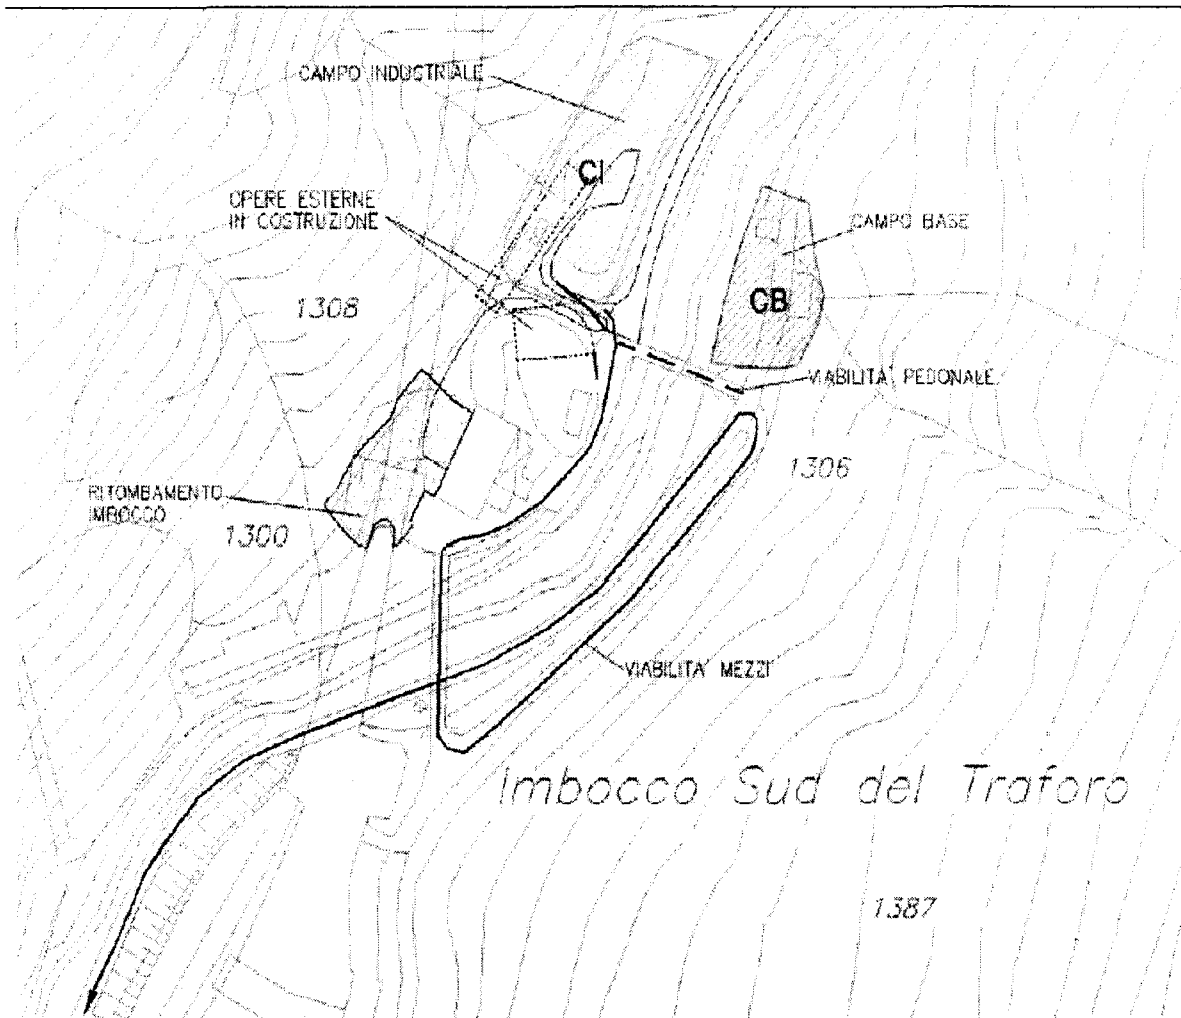 CAMPO INDUSTRIALE
CI
OPERE ESTERNE
IN COSTRUZIONE
CAMPO BASE
1308
CB
VIABILITA' PEDONALE
1306
RITOMBAMENTO
IMBOCCO
1300
VIABILITA' MEZZI
Imbocco Sud del Traforo
1387